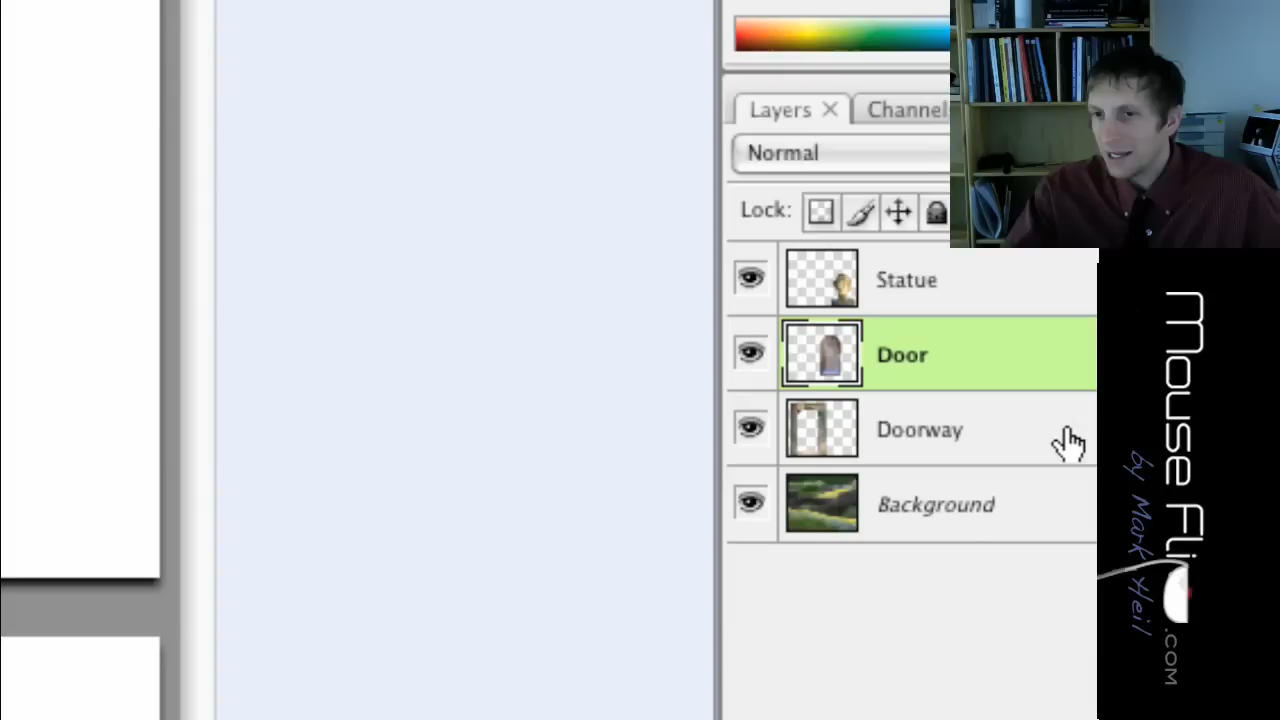 Layers
Channel
Normal
Lock:
Statue
Door
Doorway
Background
Mouse Fli
.COM
by Mark Heil